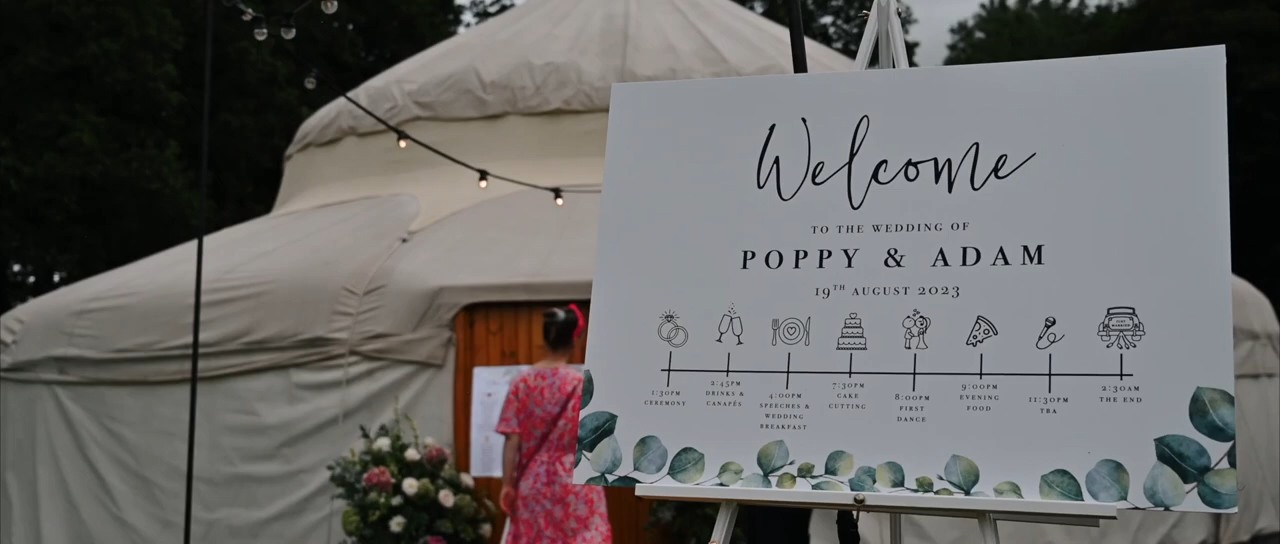 Welcome
TO THE WEDDING OF
POPPY & ADAM
19TH AUGUST 2023
1:30PM
CEREMONY
2:45PM
DRINKS &
CANAPÉS
4:00PM
SPEECHES &
WEDDING
BREAKFAST
7:30PM
CAKE
CUTTING
8:00PM
FIRST
DANCE
9:00PM
EVENING
FOOD
11:30PM
TBA
2:30AM
THE END